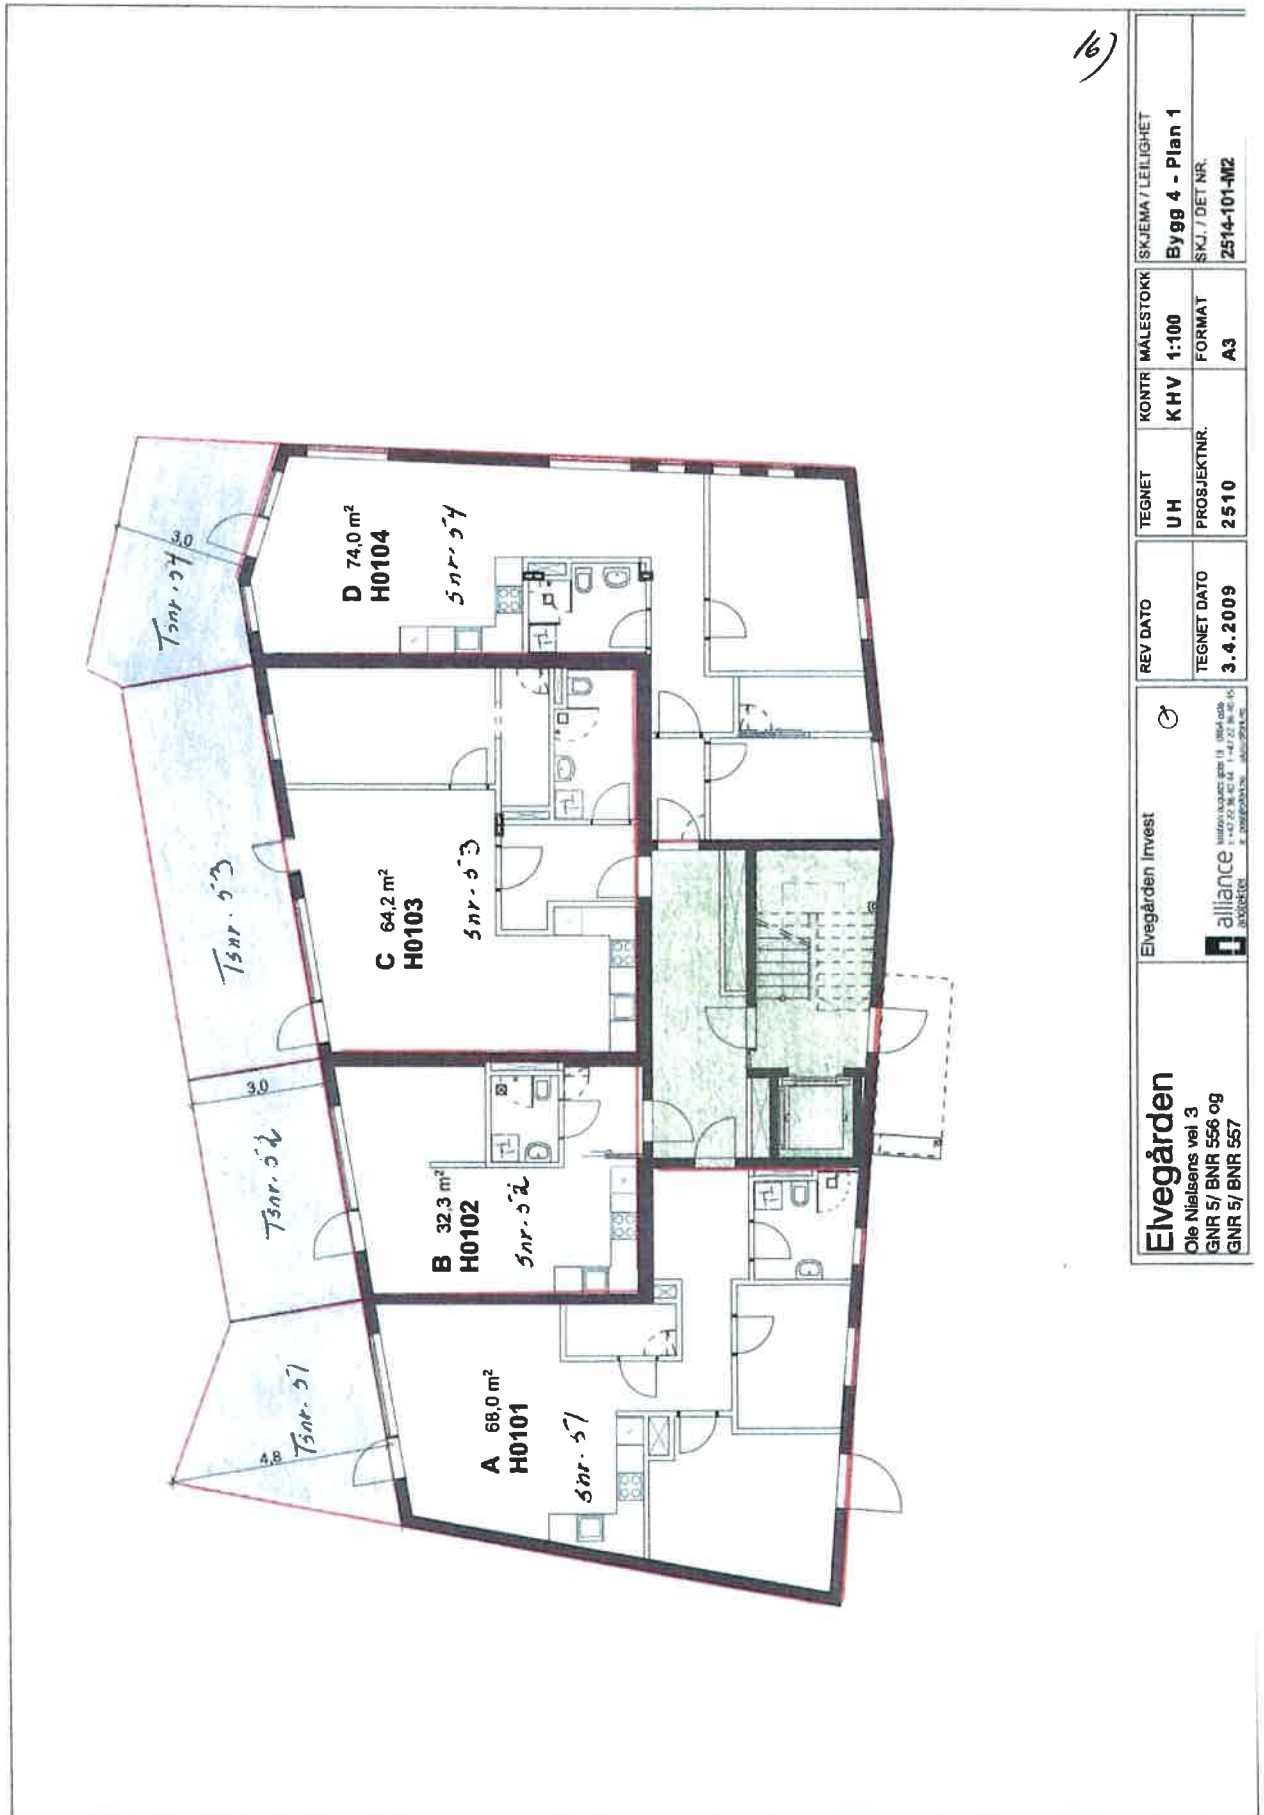 16)
3,0
Tsnr. 54
D 74,0 m²
H0104
snr. 54
Tsnr. 53
C 64,2 m²
H0103
snr. 53
3,0
Tsnr. 52
B 32,3 m²
H0102
snr. 52
4,8
Tsnr. 51
A 68,0 m²
H0101
snr. 51
Elvegården
Ole Nielsens vei 3
GNR 5/ BNR 556 og
GNR 5/ BNR 557
Elvegården Invest
alliance
arkitekter
REV DATO
TEGNET DATO
3.4.2009
TEGNET
UH
KONTR
KHV
MÅLESTOKK
1:100
PROSJEKTNR.
2510
FORMAT
A3
SKJEMA / LEILIGHET
Bygg 4 - Plan 1
SKJ. / DET NR.
2514-101-M2